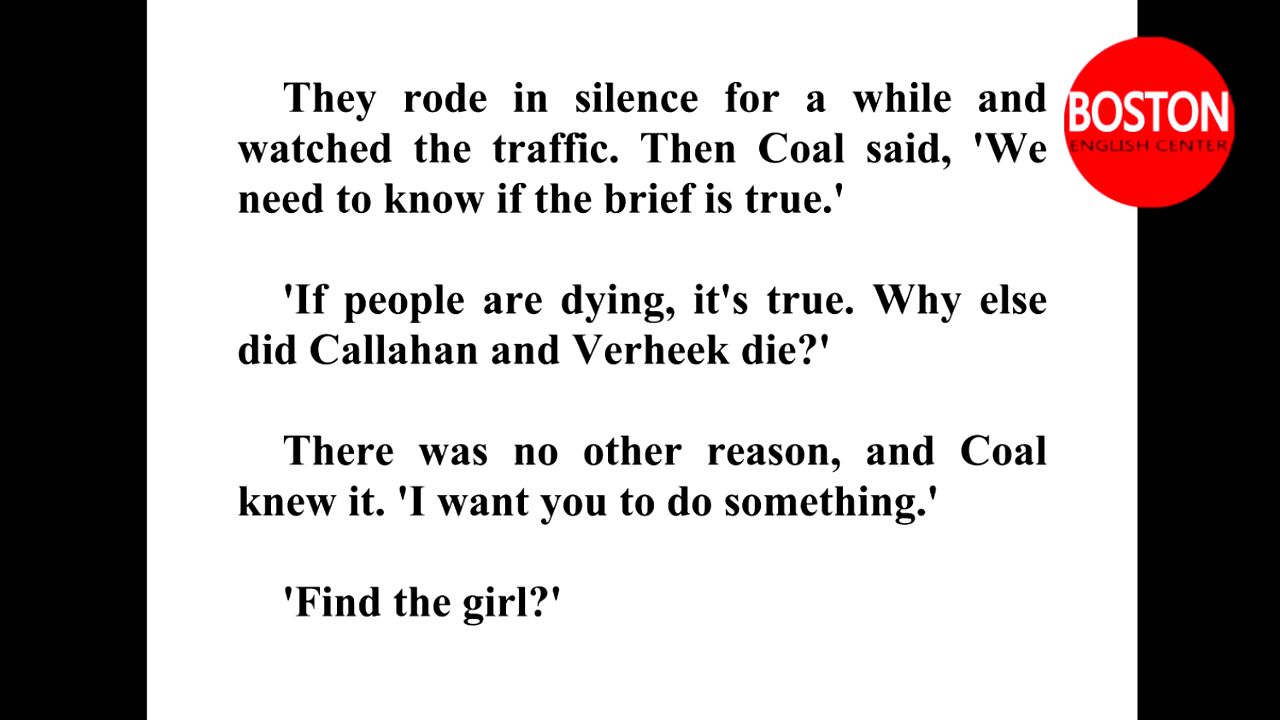 They rode in silence for a while and
watched the traffic. Then Coal said, 'We
need to know if the brief is true.'
'If people are dying, it's true. Why else
did Callahan and Verheek die?'
There was no other reason, and Coal
knew it. 'I want you to do something.'
'Find the girl?'
BOSTON
ENGLISH CENTER